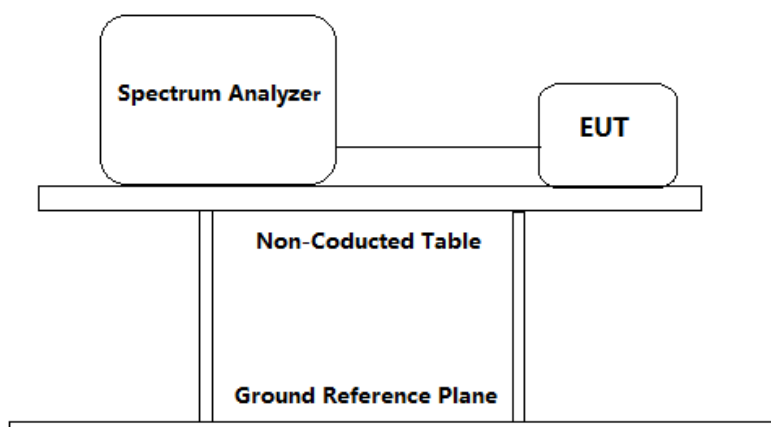 Spectrum Analyzer
EUT
Non-Coducted Table
Ground Reference Plane